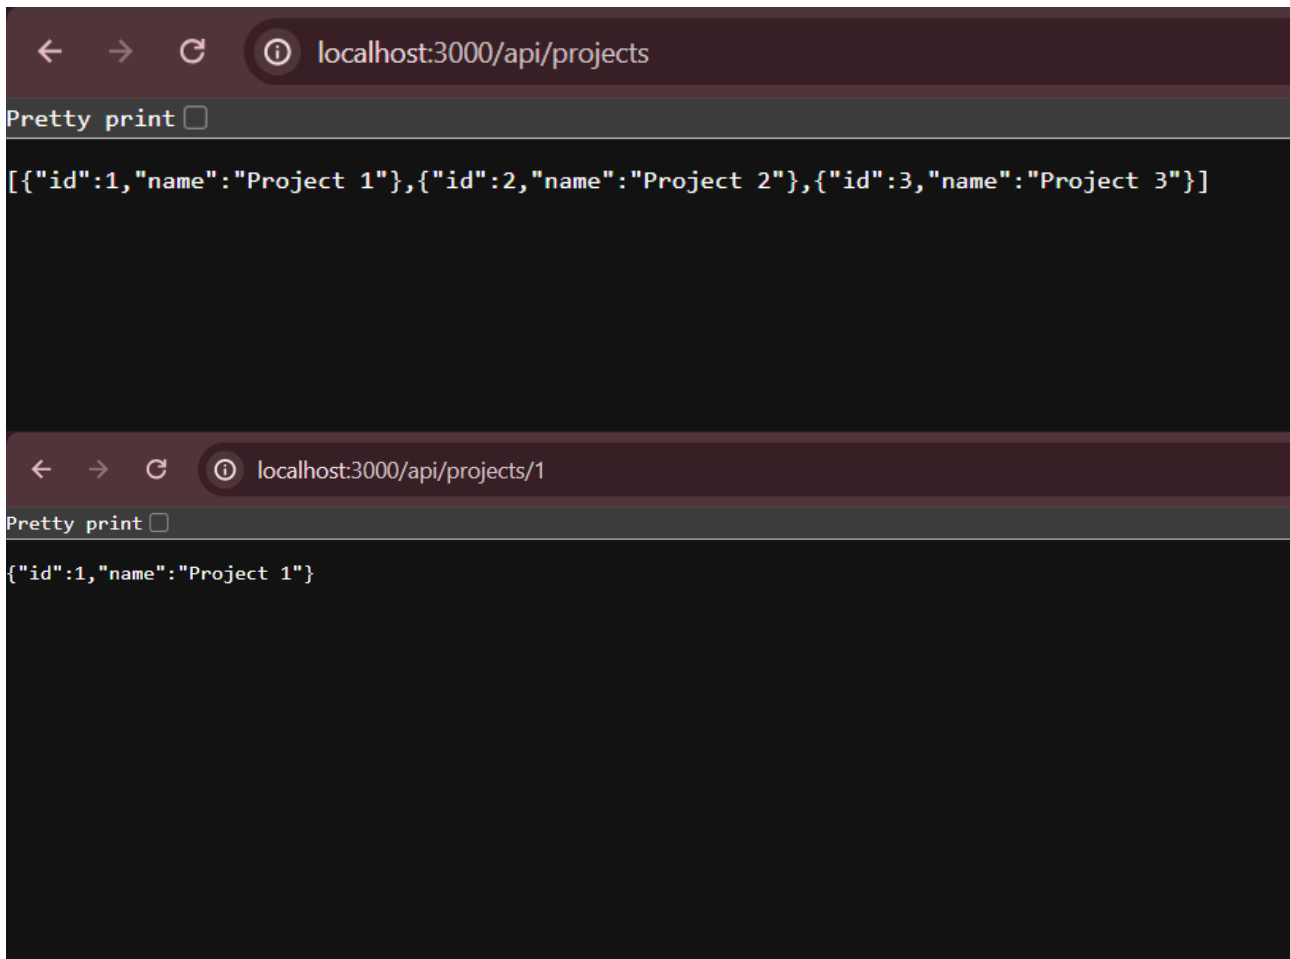 localhost:3000/api/projects
Pretty print
[{"id":1,"name":"Project 1"},{"id":2,"name":"Project 2"},{"id":3,"name":"Project 3"}]
localhost:3000/api/projects/1
Pretty print
{"id":1,"name":"Project 1"}